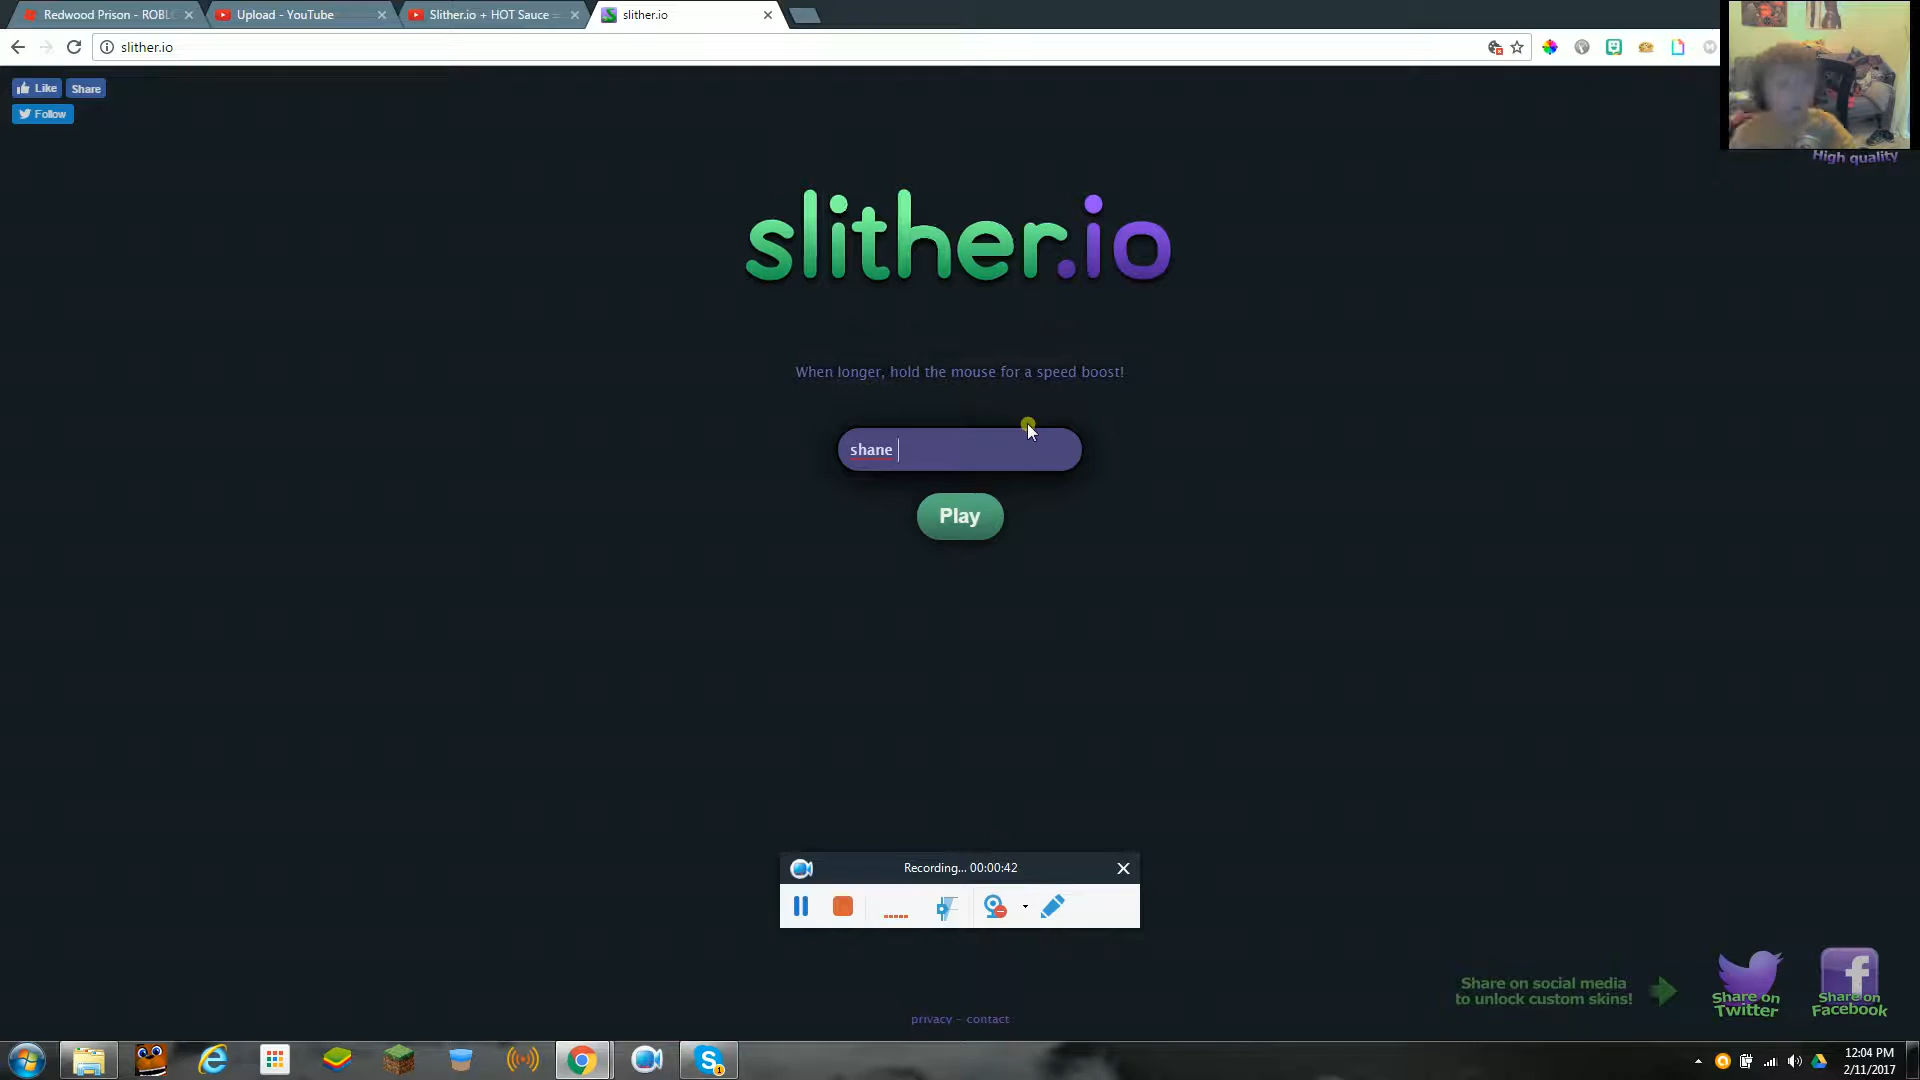 Redwood Prison - ROBL
Upload - YouTube
Slither.io + HOT Sauce =
slither.io
slither.io
Like
Share
Follow
High quality
slither.io
When longer, hold the mouse for a speed boost!
shane
Play
Recording... 00:00:42
Share on social media
to unlock custom skins!
Share on
Twitter
Share on
Facebook
privacy - contact
12:04 PM
2/11/2017